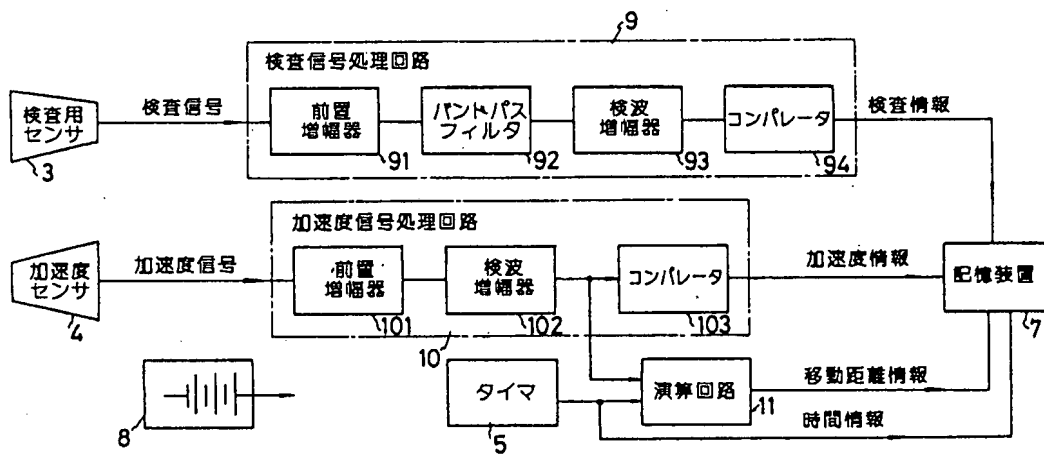 9
検査信号処理回路
検査用
センサ
3
検査信号
前置
増幅器
91
バンドパス
フィルタ
92
検波
増幅器
93
コンパレータ
94
検査情報
加速度信号処理回路
加速度
センサ
4
加速度信号
前置
増幅器
101
検波
増幅器
102
コンパレータ
103
加速度情報
記憶装置
7
10
8
タイマ
5
演算回路
11
移動距離情報
時間情報